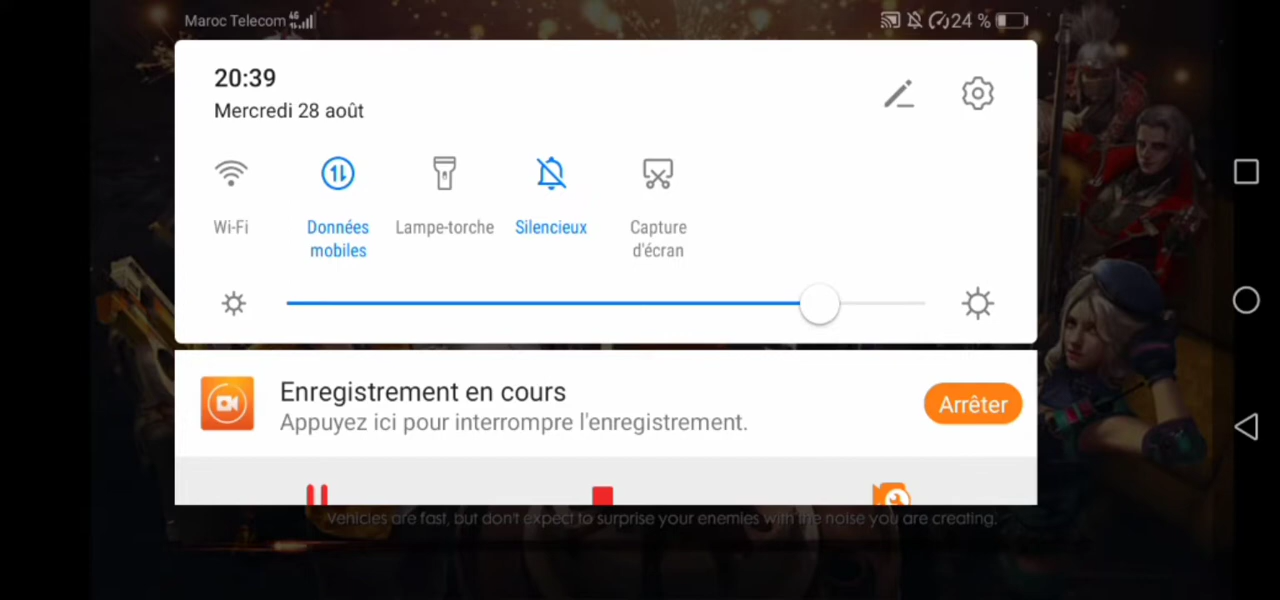 Maroc Telecom 4G
24 %
20:39
Mercredi 28 août
Wi-Fi
Données mobiles
Lampe-torche
Silencieux
Capture d'écran
Enregistrement en cours
Appuyez ici pour interrompre l'enregistrement.
Arrêter
Vehicles are fast, but don't expect to surprise your enemies with the noise you are creating.